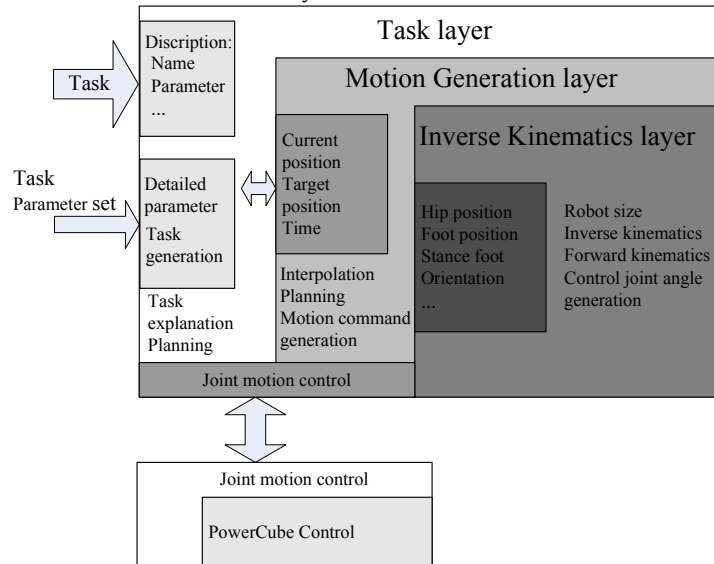 Task layer
Discription:
Name
Parameter
...
Task
Motion Generation layer
Inverse Kinematics layer
Current
position
Target
position
Time
Task
Parameter set
Detailed
parameter
Task
generation
Hip position
Foot position
Stance foot
Orientation
...
Robot size
Inverse kinematics
Forward kinematics
Control joint angle
generation
Interpolation
Planning
Motion command
generation
Task
explanation
Planning
Joint motion control
Joint motion control
PowerCube Control